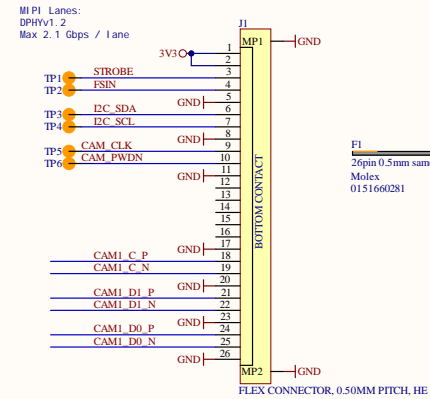 MIPI Lanes:
DPHYv1.2
Max 2.1 Gbps / lane
J1
MP1
GND
3V3
1
2
TP1 STROBE 3
TP2 FSIN 4
GND 5
TP3 I2C_SDA 6
TP4 I2C_SCL 7
GND 8
TP5 CAM_CLK 9
TP6 CAM_PWDN 10
GND 11
12
13
14
15
16
GND 17
CAM1_C_P 18
CAM1_C_N 19
GND 20
CAM1_D1_P 21
CAM1_D1_N 22
GND 23
CAM1_D0_P 24
CAM1_D0_N 25
GND 26
BOTTOM CONTACT
MP2
GND
FLEX CONNECTOR, 0.50MM PITCH, HE
F1
26pin 0.5mm sam
Molex
0151660281